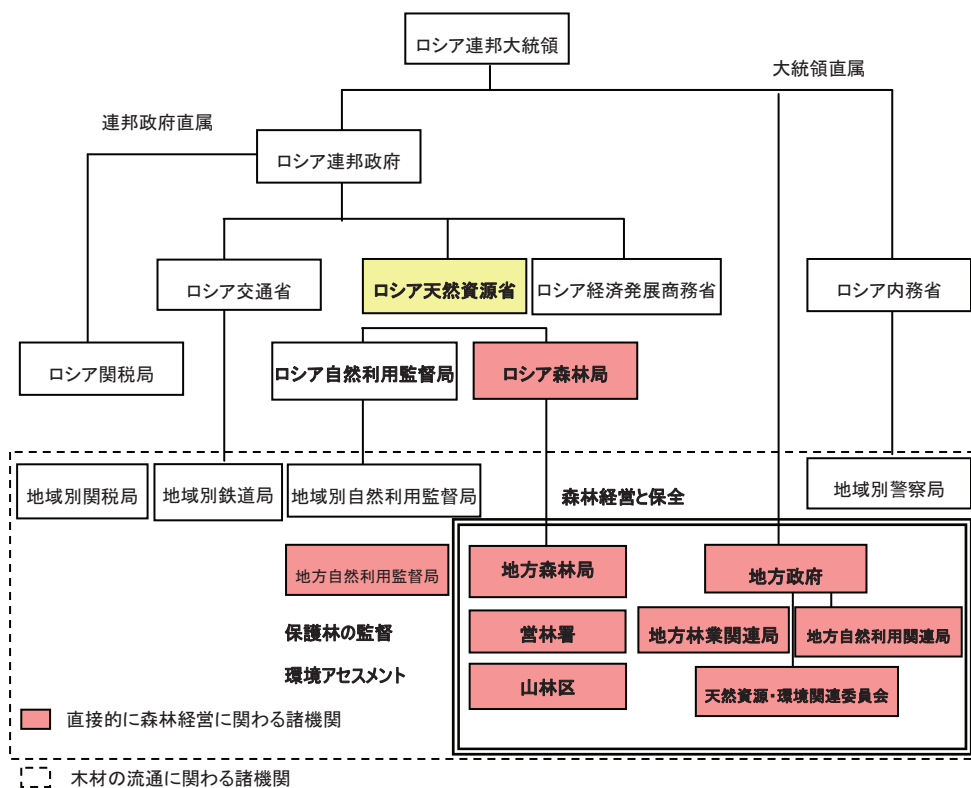 ロシア連邦大統領
大統領直属
連邦政府直属
ロシア連邦政府
ロシア交通省
ロシア天然資源省
ロシア経済発展商務省
ロシア内務省
ロシア関税局
ロシア自然利用監督局
ロシア森林局
地域別関税局
地域別鉄道局
地域別自然利用監督局
森林経営と保全
地域別警察局
地方自然利用監督局
地方森林局
地方政府
保護林の監督
営林署
地方林業関連局
地方自然利用関連局
環境アセスメント
山林区
天然資源・環境関連委員会
直接的に森林経営に関わる諸機関
木材の流通に関わる諸機関